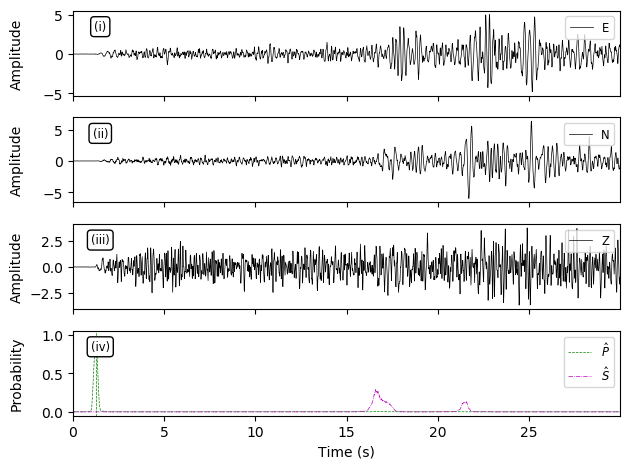 Amplitude
5
0
−5
(i)
E
Amplitude
5
0
−5
(ii)
N
Amplitude
2.5
0.0
−2.5
(iii)
Z
Probability
1.0
0.5
0.0
(iv)
P̂
Ŝ
0 5 10 15 20 25
Time (s)